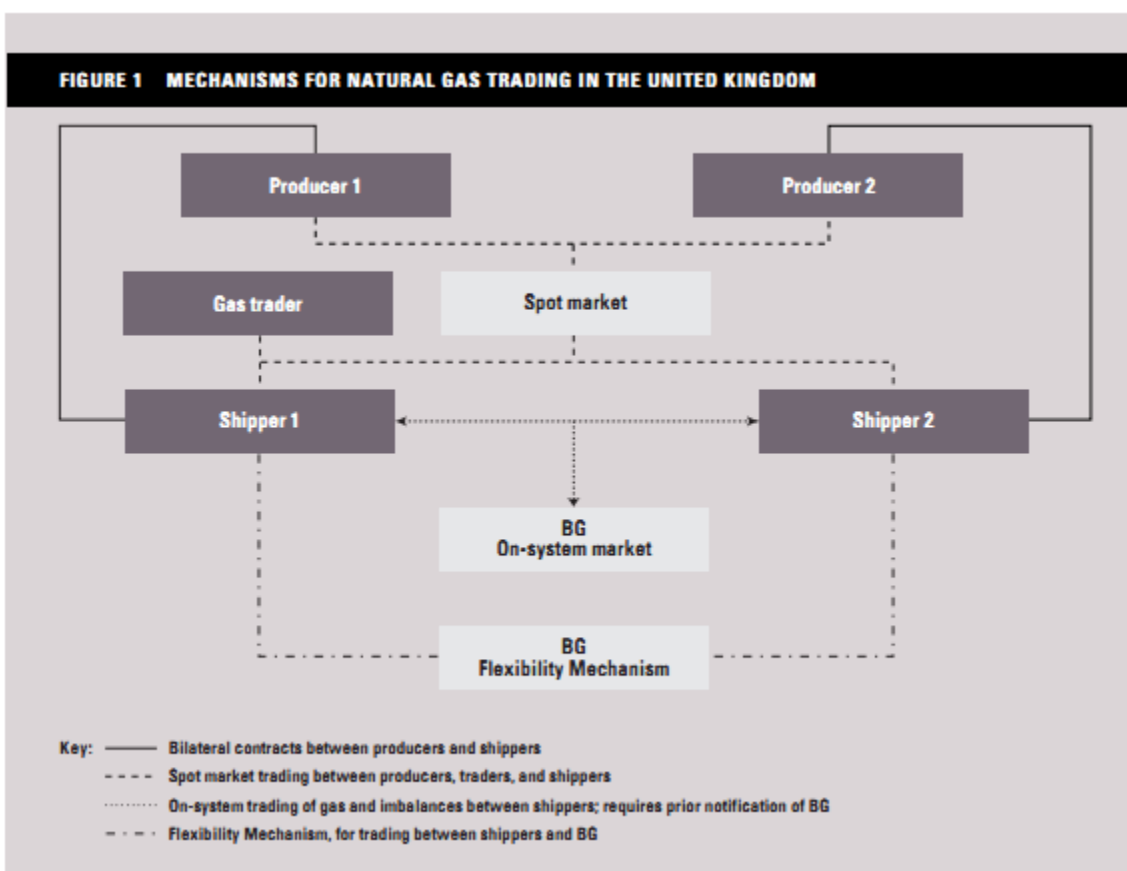 FIGURE 1 MECHANISMS FOR NATURAL GAS TRADING IN THE UNITED KINGDOM
Producer 1
Producer 2
Gas trader
Spot market
Shipper 1
Shipper 2
BG
On-system market
BG
Flexibility Mechanism
Key: Bilateral contracts between producers and shippers
Spot market trading between producers, traders, and shippers
On-system trading of gas and imbalances between shippers; requires prior notification of BG
Flexibility Mechanism, for trading between shippers and BG